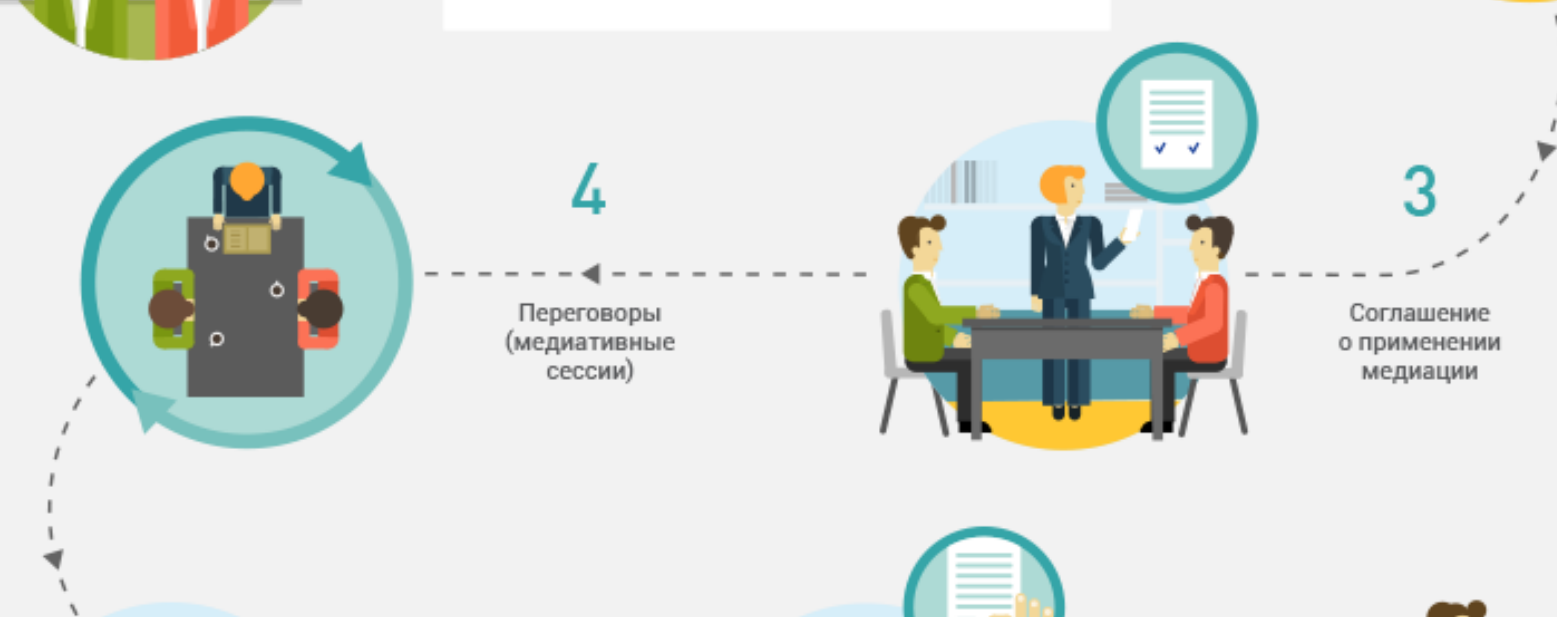 4
Переговоры
(медиативные
сессии)
3
Соглашение
о применении
медиации